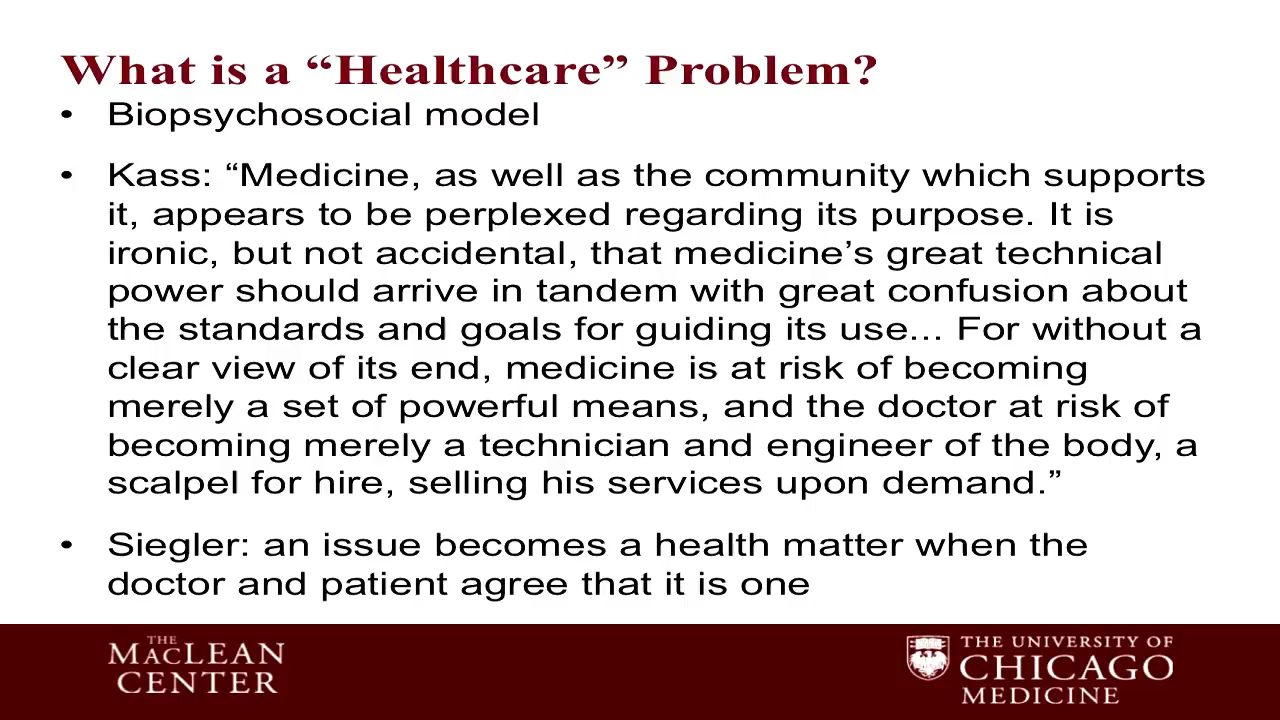 What is a “Healthcare” Problem?
• Biopsychosocial model
• Kass: “Medicine, as well as the community which supports
it, appears to be perplexed regarding its purpose. It is
ironic, but not accidental, that medicine’s great technical
power should arrive in tandem with great confusion about
the standards and goals for guiding its use... For without a
clear view of its end, medicine is at risk of becoming
merely a set of powerful means, and the doctor at risk of
becoming merely a technician and engineer of the body, a
scalpel for hire, selling his services upon demand.”
• Siegler: an issue becomes a health matter when the
doctor and patient agree that it is one
THE
MACLEAN
CENTER
THE UNIVERSITY OF
CHICAGO
MEDICINE